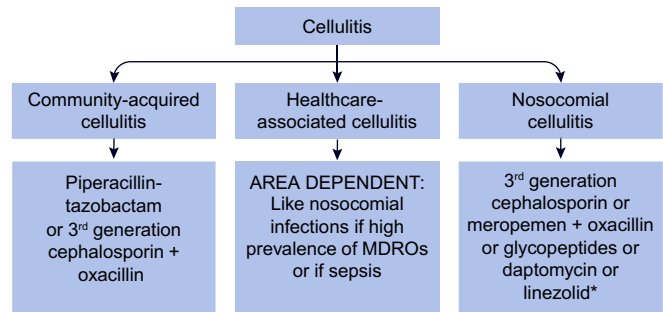 Cellulitis
Community-acquired
cellulitis
Healthcare-
associated cellulitis
Nosocomial
cellulitis
Piperacillin-
tazobactam
or 3rd generation
cephalosporin +
oxacillin
AREA DEPENDENT:
Like nosocomial
infections if high
prevalence of MDROs
or if sepsis
3rd generation
cephalosporin or
meropemen + oxacillin
or glycopeptides or
daptomycin or
linezolid*